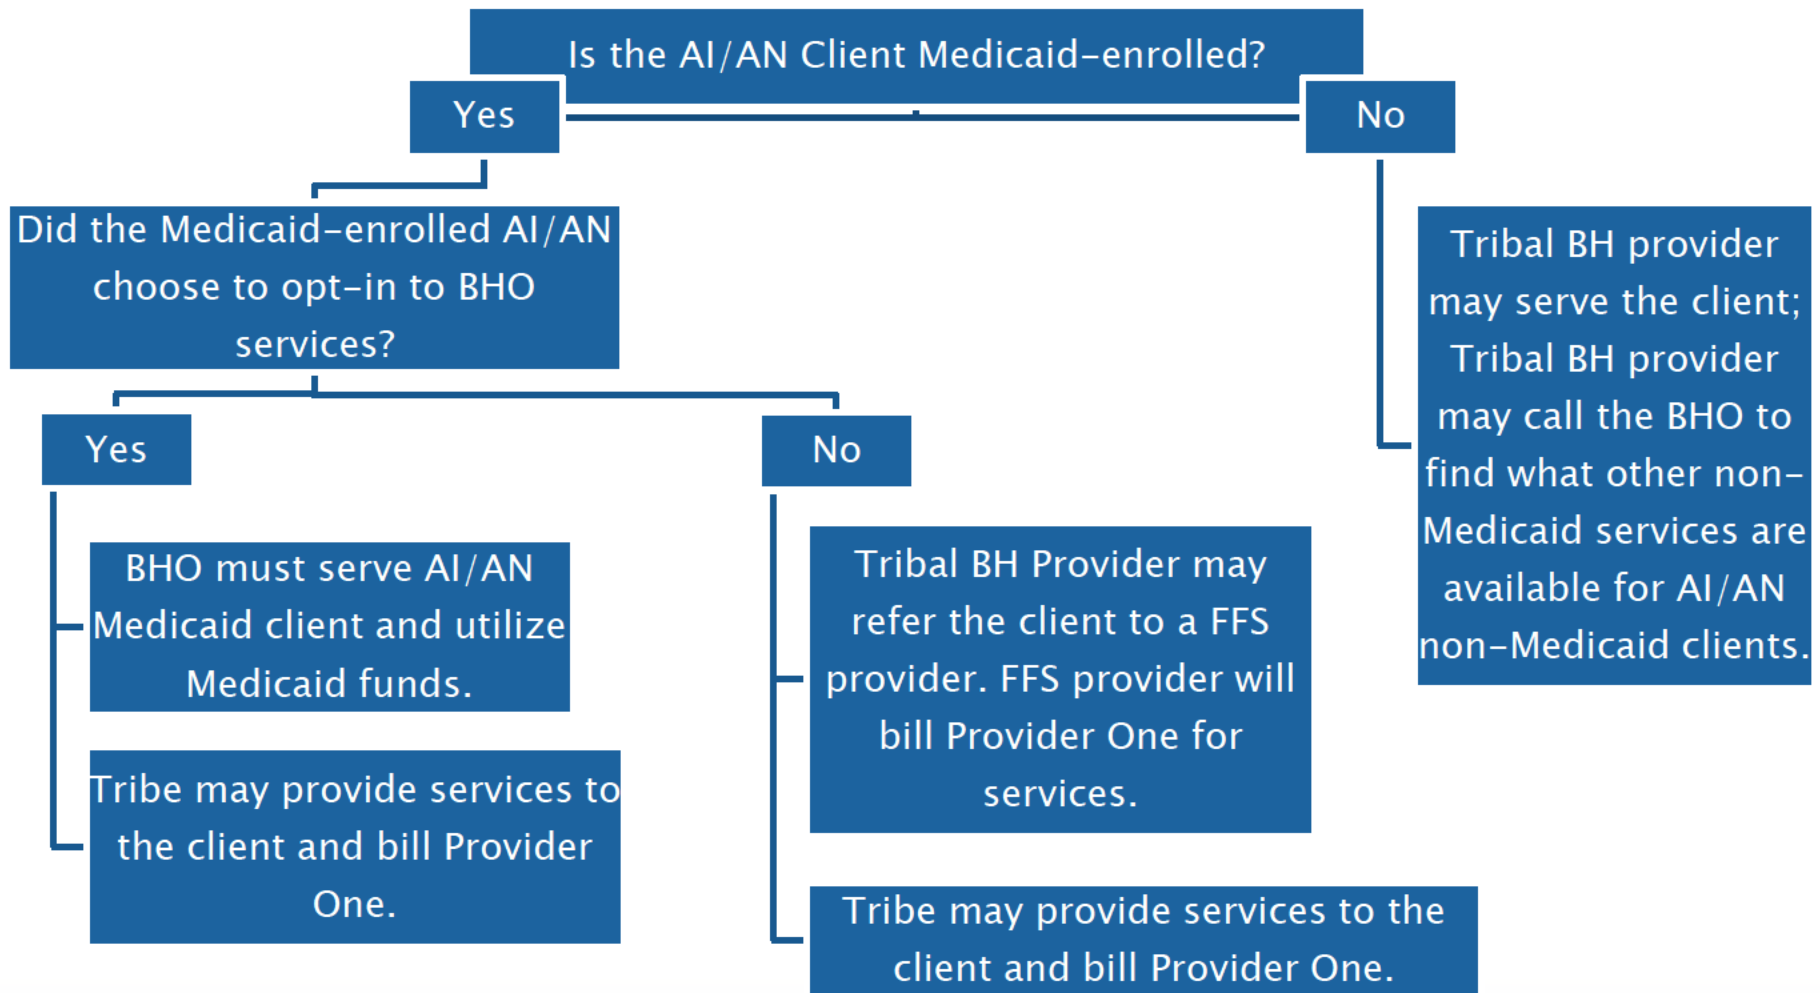 Is the AI/AN Client Medicaid-enrolled?
Yes
No
Did the Medicaid-enrolled AI/AN
choose to opt-in to BHO
services?
Yes
No
BHO must serve AI/AN
Medicaid client and utilize
Medicaid funds.
Tribe may provide services to
the client and bill Provider
One.
Tribal BH Provider may
refer the client to a FFS
provider. FFS provider will
bill Provider One for
services.
Tribe may provide services to the
client and bill Provider One.
Tribal BH provider
may serve the client;
Tribal BH provider
may call the BHO to
find what other non-
Medicaid services are
available for AI/AN
non-Medicaid clients.